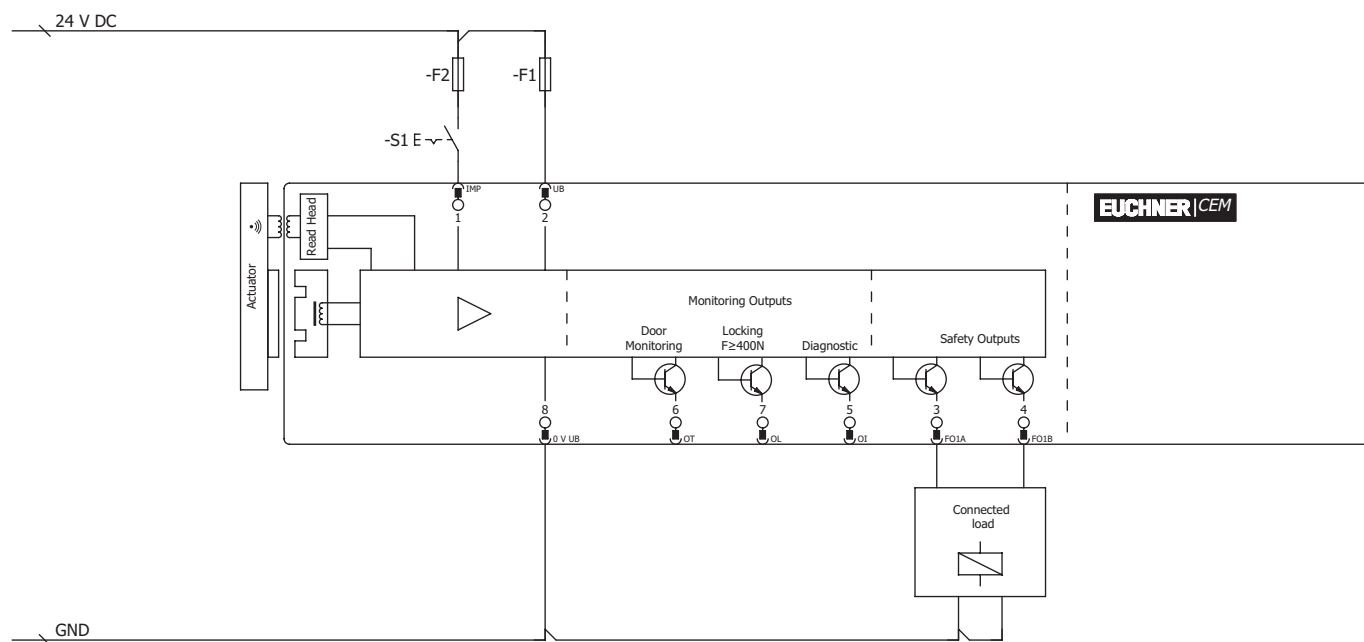 24 V DC
-F2
-F1
-S1 E
IMP
UB
1
2
EUCHNER CEM
Read Head
Actuator
Monitoring Outputs
Door
Monitoring
Locking
F≥400N
Diagnostic
Safety Outputs
8
6
7
5
3
4
0 V UB
OT
OL
OI
FO1A
FO1B
Connected
load
GND